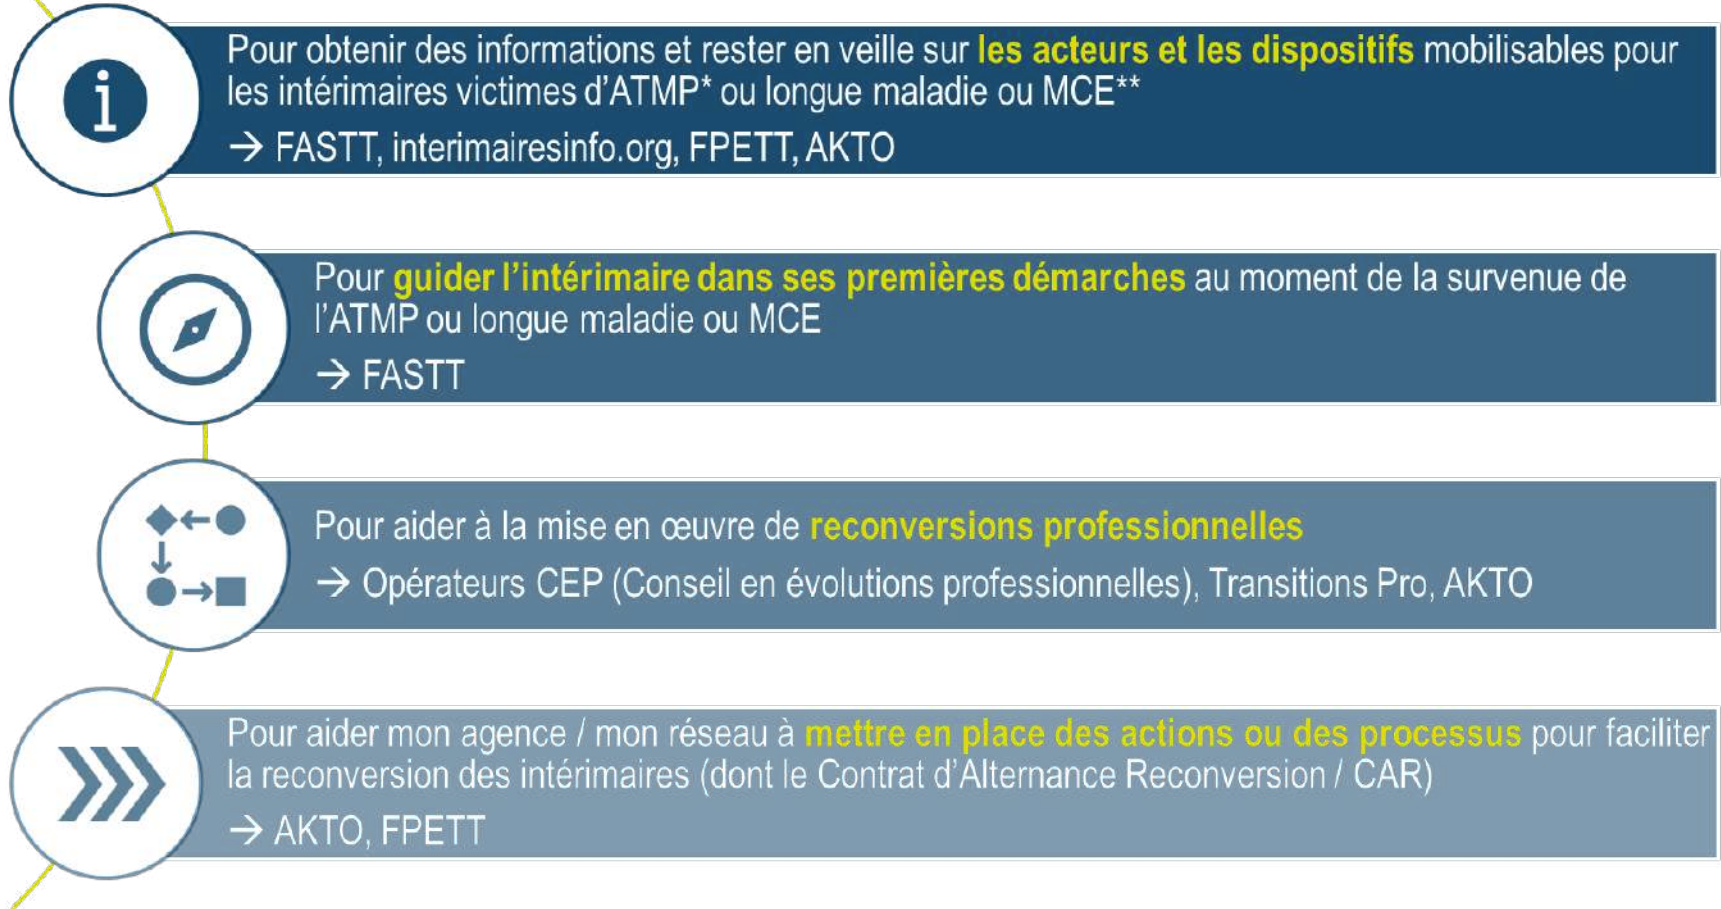 Pour obtenir des informations et rester en veille sur les acteurs et les dispositifs mobilisables pour
les intérimaires victimes d'ATMP* ou longue maladie ou MCE**
→ FASTT, interimairesinfo.org, FPETT, AKTO
Pour guider l'intérimaire dans ses premières démarches au moment de la survenue de
l'ATMP ou longue maladie ou MCE
→ FASTT
Pour aider à la mise en œuvre de reconversions professionnelles
→ Opérateurs CEP (Conseil en évolutions professionnelles), Transitions Pro, AKTO
Pour aider mon agence / mon réseau à mettre en place des actions ou des processus pour faciliter
la reconversion des intérimaires (dont le Contrat d'Alternance Reconversion / CAR)
→ AKTO, FPETT